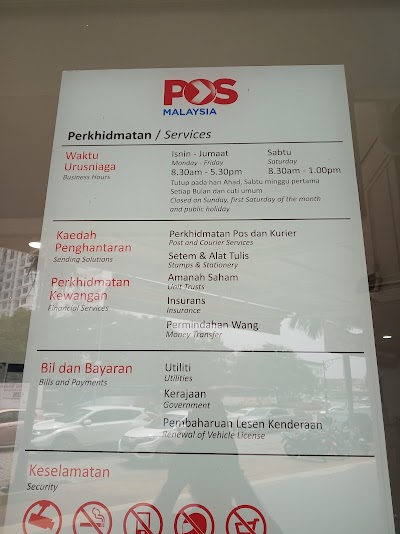 POS
MALAYSIA
Perkhidmatan / Services
Waktu
Urusniaga
Business Hours
Isnin - Jumaat
Monday - Friday
8.30am - 5.30pm
Sabtu
Saturday
8.30am - 1.00pm
Tutup pada hari Ahad, Sabtu minggu pertama
Setiap Bulan dan cuti umum
Closed on Sunday, first Saturday of the month
and public holiday
Kaedah
Penghantaran
Sending Solutions
Perkhidmatan Pos dan Kurier
Post and Courier Services
Setem & Alat Tulis
Stamps & Stationery
Perkhidmatan
Kewangan
Financial Services
Amanah Saham
Unit Trusts
Insurans
Insurance
Permindahan Wang
Money Transfer
Bil dan Bayaran
Bills and Payments
Utiliti
Utilities
Kerajaan
Government
Pembaharuan Lesen Kenderaan
Renewal of Vehicle License
Keselamatan
Security